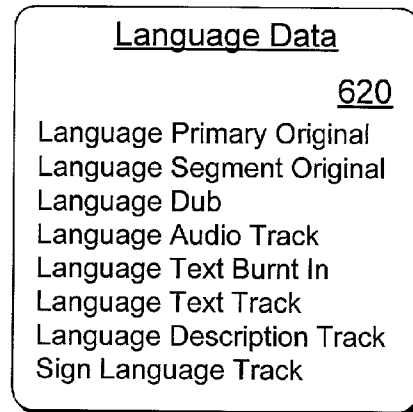 Language Data
620
Language Primary Original
Language Segment Original
Language Dub
Language Audio Track
Language Text Burnt In
Language Text Track
Language Description Track
Sign Language Track